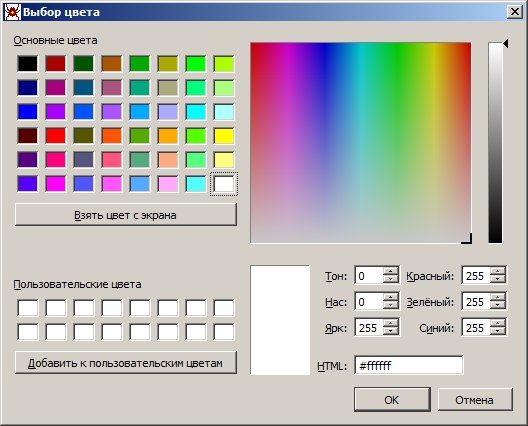 Выбор цвета
Основные цвета
Взять цвет с экрана
Пользовательские цвета
Добавить к пользовательским цветам
Тон: 0 Красный: 255
Нас: 0 Зелёный: 255
Ярк: 255 Синий: 255
HTML: #ffffff
OK Отмена